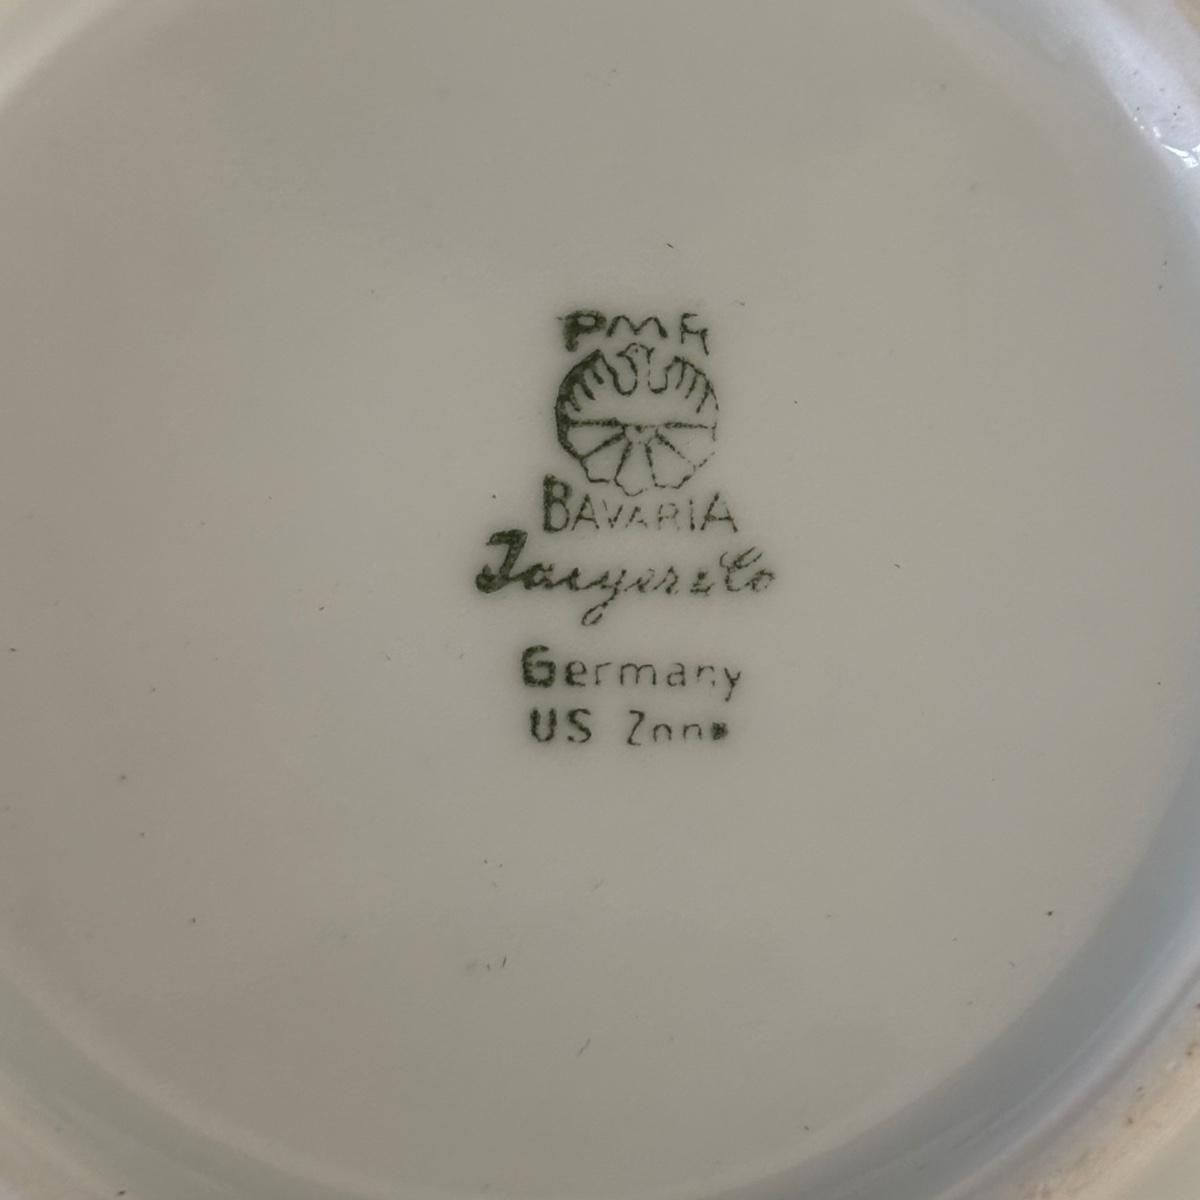 PMR
BAVARIA
Jaeger & Co
Germany
US Zone